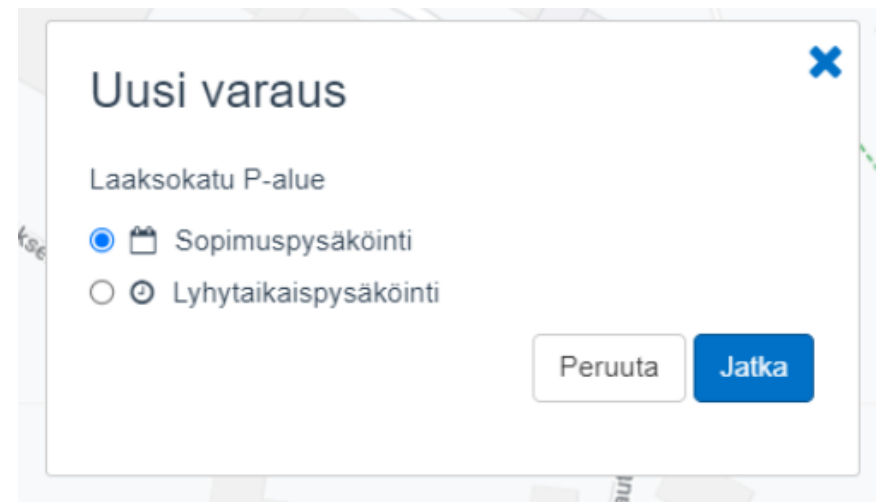 Uusi varaus
Laaksokatu P-alue
Sopimuspysäköinti
Lyhytaikaispysäköinti
Peruuta
Jatka